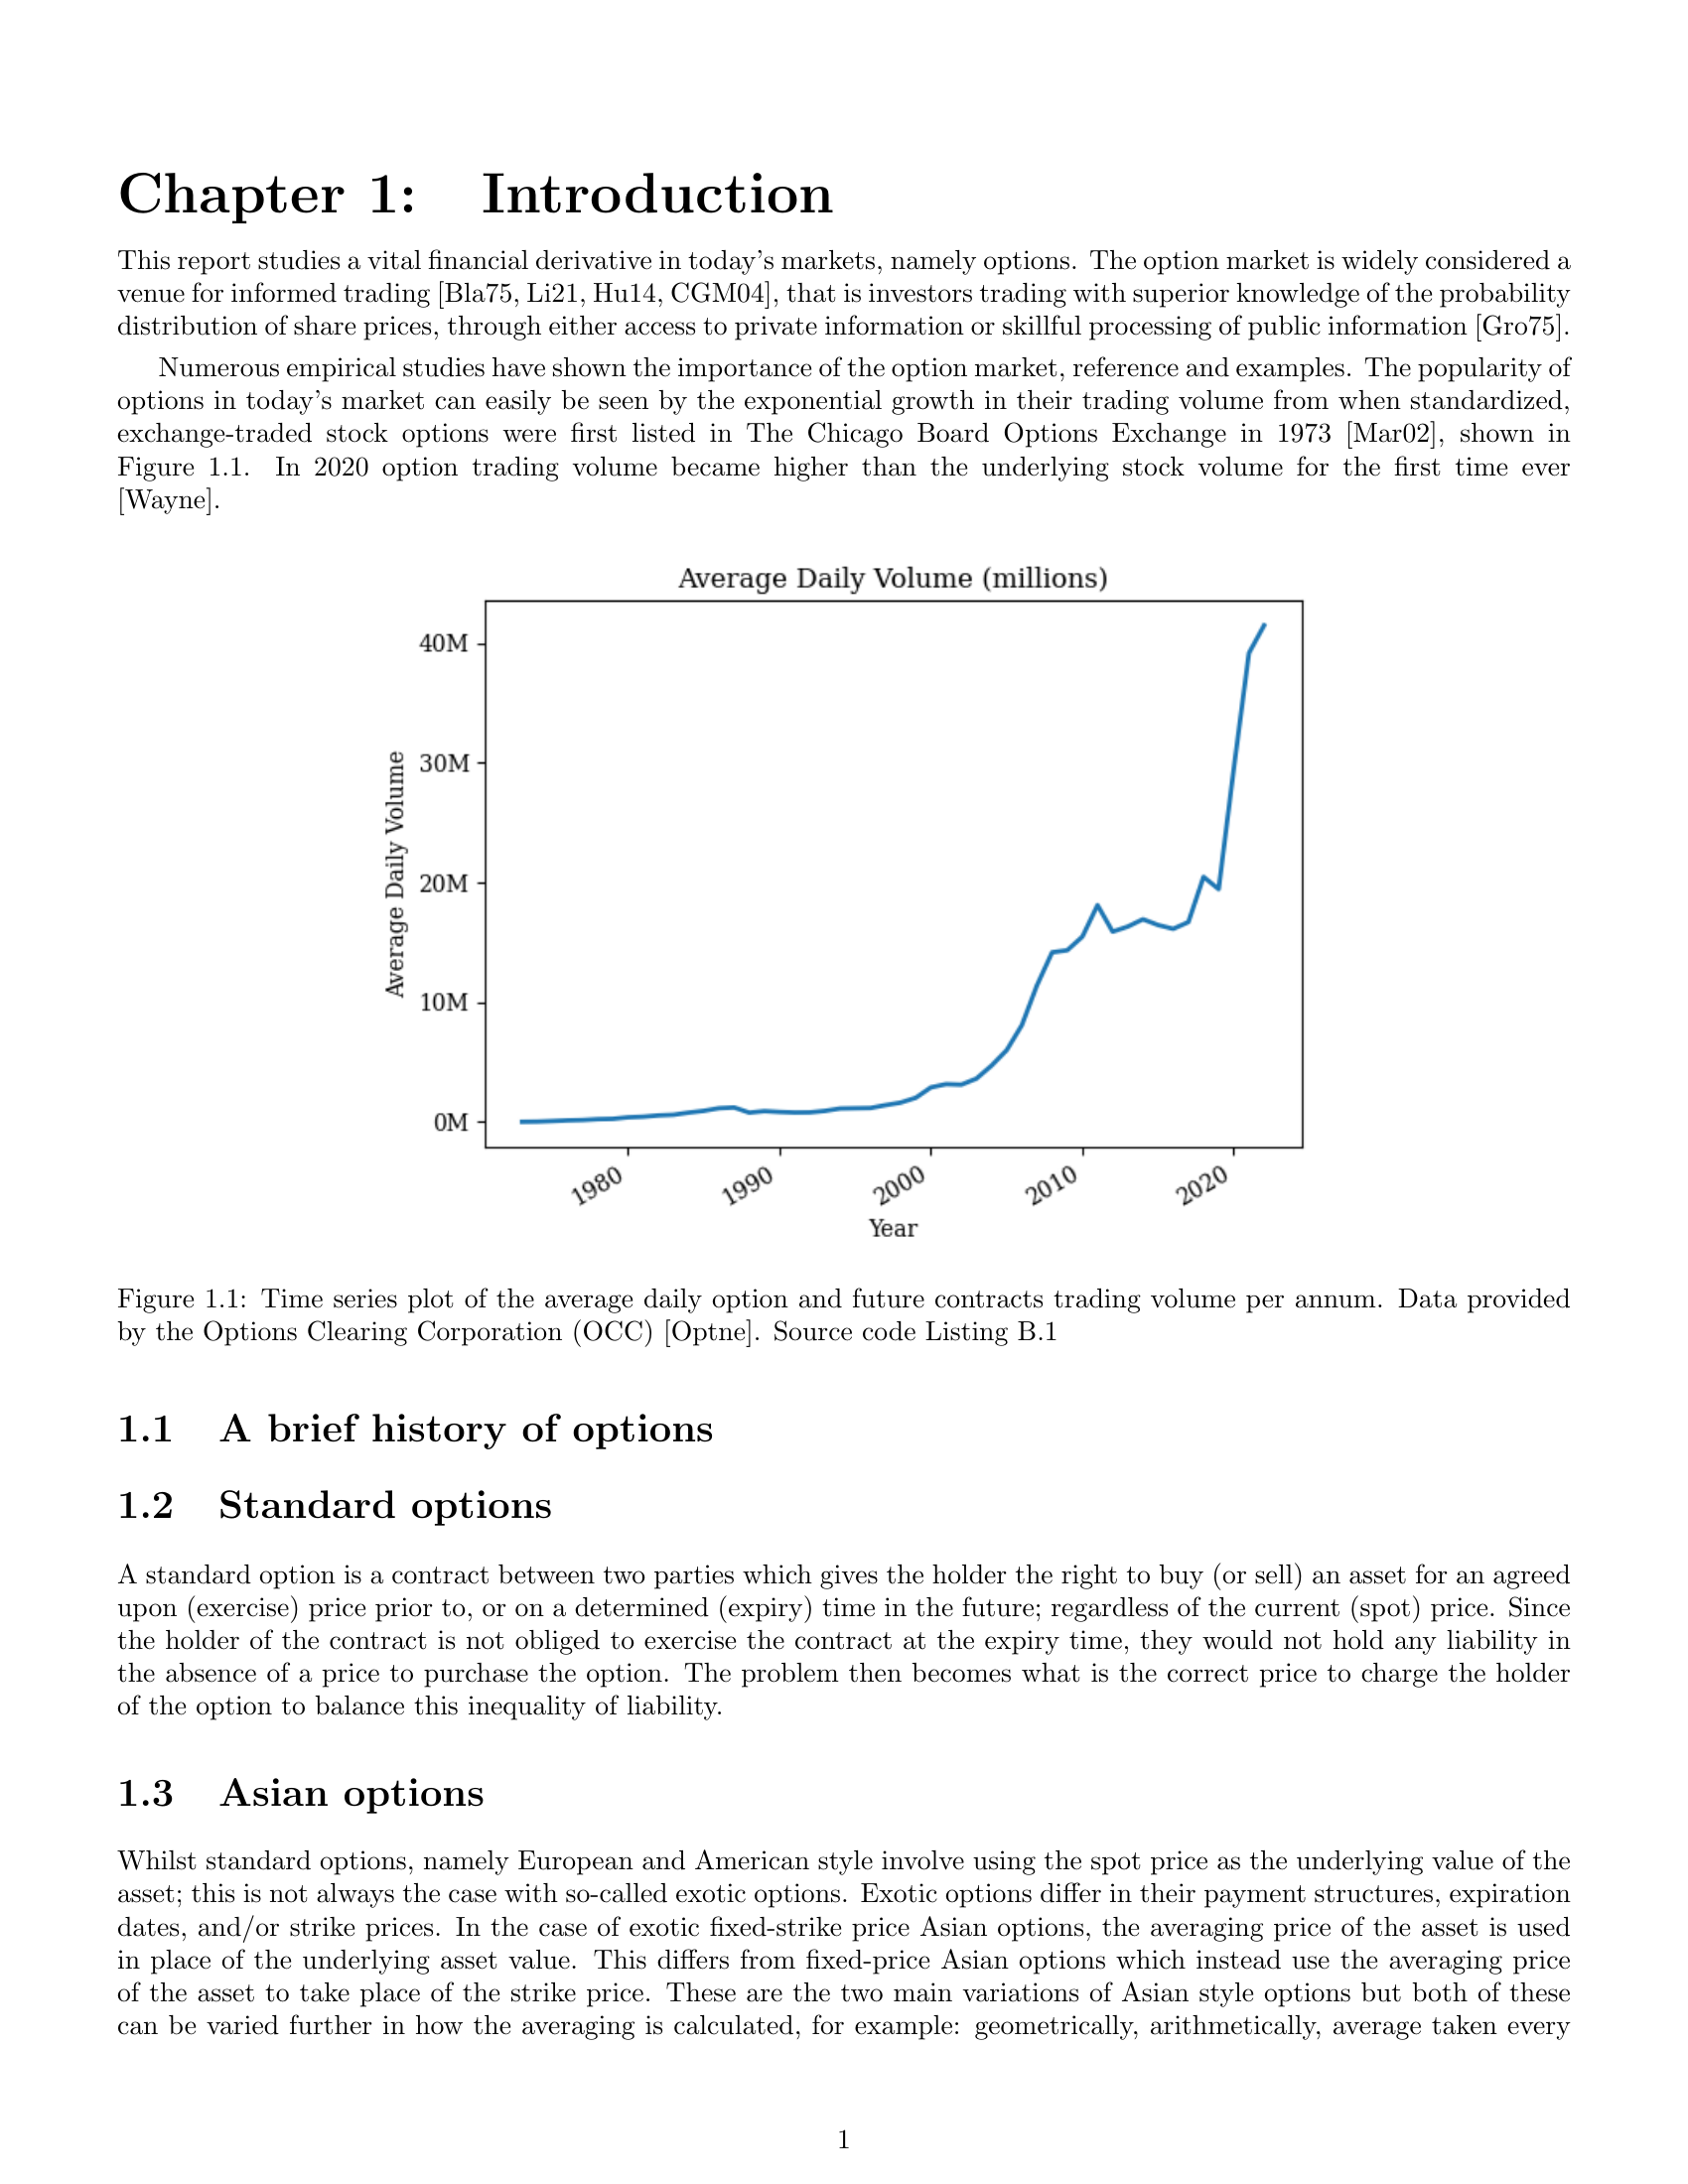 Chapter 1: Introduction
This report studies a vital financial derivative in today's markets, namely options. The option market is widely considered a
venue for informed trading [Bla75, Li21, Hu14, CGM04], that is investors trading with superior knowledge of the probability
distribution of share prices, through either access to private information or skillful processing of public information [Gro75].
Numerous empirical studies have shown the importance of the option market, reference and examples. The popularity of
options in today's market can easily be seen by the exponential growth in their trading volume from when standardized,
exchange-traded stock options were first listed in The Chicago Board Options Exchange in 1973 [Mar02], shown in
Figure 1.1. In 2020 option trading volume became higher than the underlying stock volume for the first time ever
[Wayne].
Average Daily Volume (millions)
Average Daily Volume
40M
30M
20M
10M
0M
1980
1990
2000
2010
2020
Year
Figure 1.1: Time series plot of the average daily option and future contracts trading volume per annum. Data provided
by the Options Clearing Corporation (OCC) [Optne]. Source code Listing B.1
1.1 A brief history of options
1.2 Standard options
A standard option is a contract between two parties which gives the holder the right to buy (or sell) an asset for an agreed
upon (exercise) price prior to, or on a determined (expiry) time in the future; regardless of the current (spot) price. Since
the holder of the contract is not obliged to exercise the contract at the expiry time, they would not hold any liability in
the absence of a price to purchase the option. The problem then becomes what is the correct price to charge the holder
of the option to balance this inequality of liability.
1.3 Asian options
Whilst standard options, namely European and American style involve using the spot price as the underlying value of the
asset; this is not always the case with so-called exotic options. Exotic options differ in their payment structures, expiration
dates, and/or strike prices. In the case of exotic fixed-strike price Asian options, the averaging price of the asset is used
in place of the underlying asset value. This differs from fixed-price Asian options which instead use the averaging price
of the asset to take place of the strike price. These are the two main variations of Asian style options but both of these
can be varied further in how the averaging is calculated, for example: geometrically, arithmetically, average taken every
1